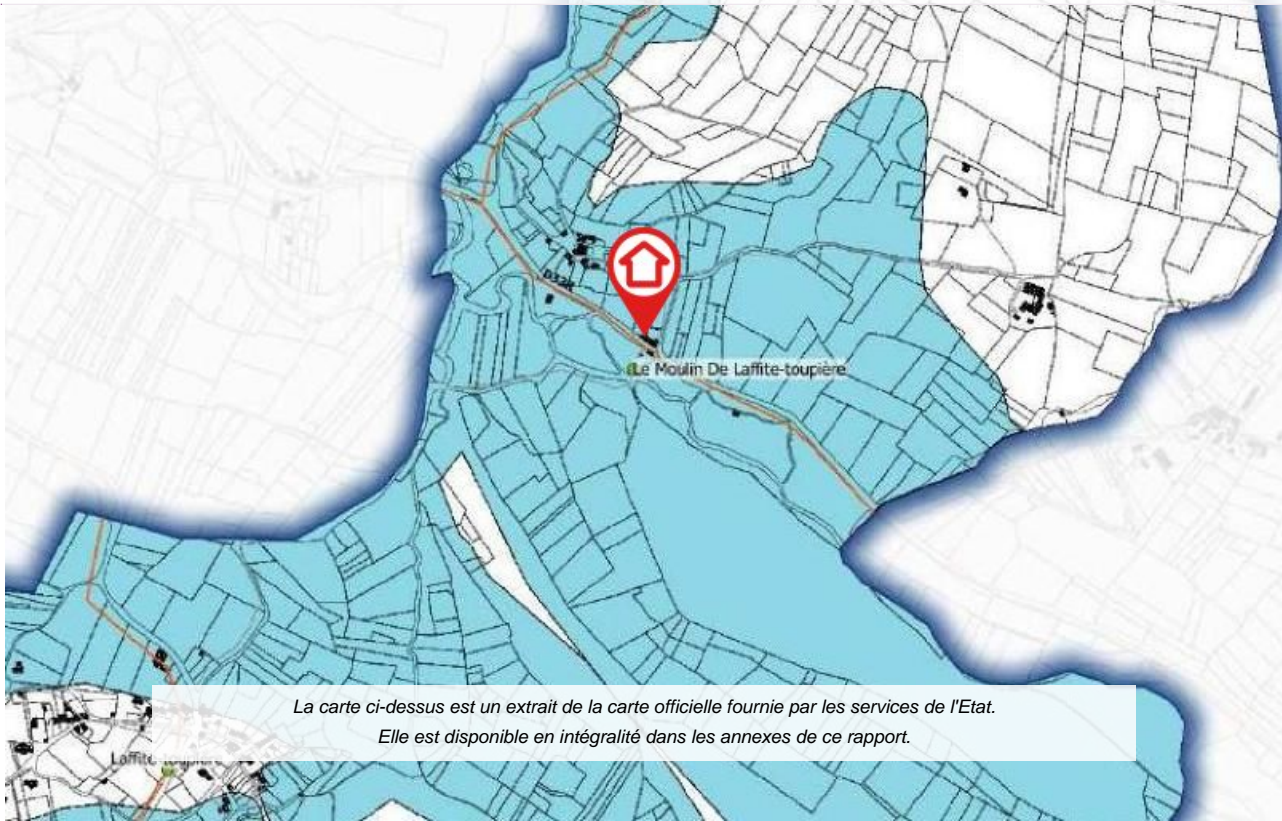 Le Moulin De Laffite-toupière
La carte ci-dessus est un extrait de la carte officielle fournie par les services de l'Etat.
Elle est disponible en intégralité dans les annexes de ce rapport.
Laffite-toupière